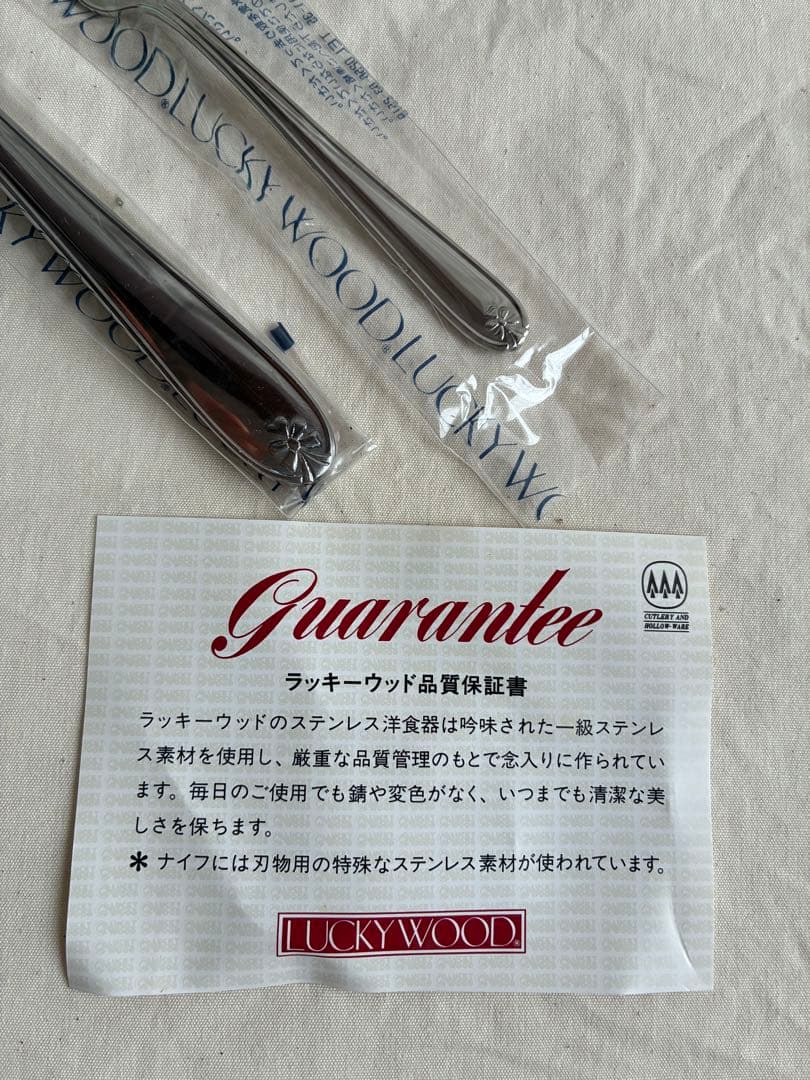 WOODLUCKY WOODLUCKY WO
KY WOOD
TEL 0256
Guarantee
CUTLERY AND
HOLLOW-WARE
ラッキーウッド品質保証書
ラッキーウッドのステンレス洋食器は吟味された一級ステンレ
ス素材を使用し、厳重な品質管理のもとで念入りに作られてい
ます。毎日のご使用でも錆や変色がなく、いつまでも清潔な美
しさを保ちます。
＊ ナイフには刃物用の特殊なステンレス素材が使われています。
LUCKYWOOD®